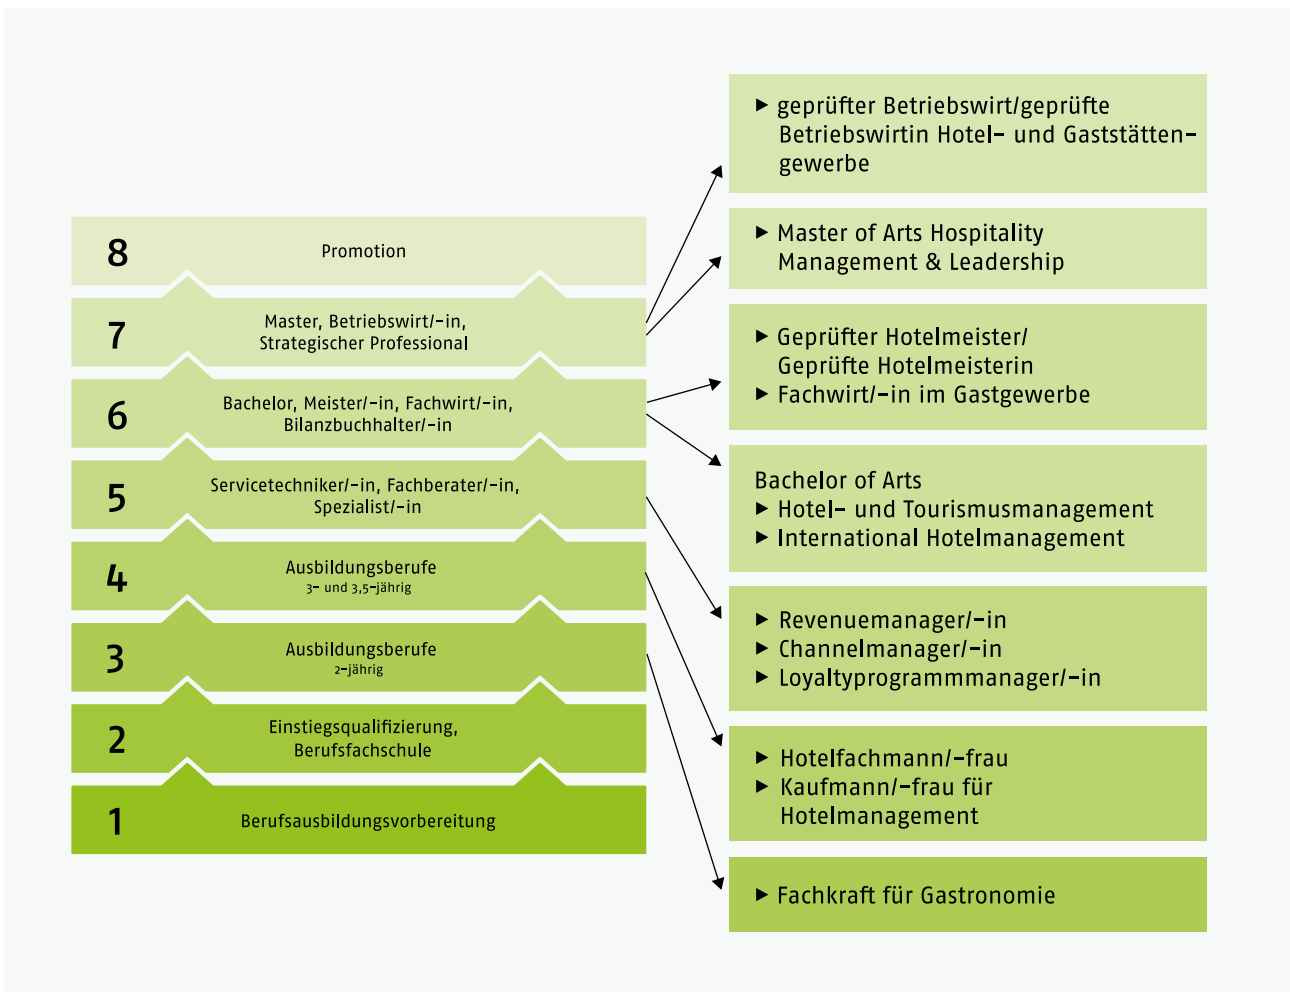 8
Promotion
7
Master, Betriebswirt/-in,
Strategischer Professional
6
Bachelor, Meister/-in, Fachwirt/-in,
Bilanzbuchhalter/-in
5
Servicetechniker/-in, Fachberater/-in,
Spezialist/-in
4
Ausbildungsberufe
3- und 3,5-jährig
3
Ausbildungsberufe
2-jährig
2
Einstiegsqualifizierung,
Berufsfachschule
1
Berufsausbildungsvorbereitung
▶ geprüfter Betriebswirt/geprüfte
Betriebswirtin Hotel- und Gaststätten-
gewerbe
▶ Master of Arts Hospitality
Management & Leadership
▶ Geprüfter Hotelmeister/
Geprüfte Hotelmeisterin
▶ Fachwirt/-in im Gastgewerbe
Bachelor of Arts
▶ Hotel- und Tourismusmanagement
▶ International Hotelmanagement
▶ Revenuemanager/-in
▶ Channelmanager/-in
▶ Loyaltyprogrammmanager/-in
▶ Hotelfachmann/-frau
▶ Kaufmann/-frau für
Hotelmanagement
▶ Fachkraft für Gastronomie